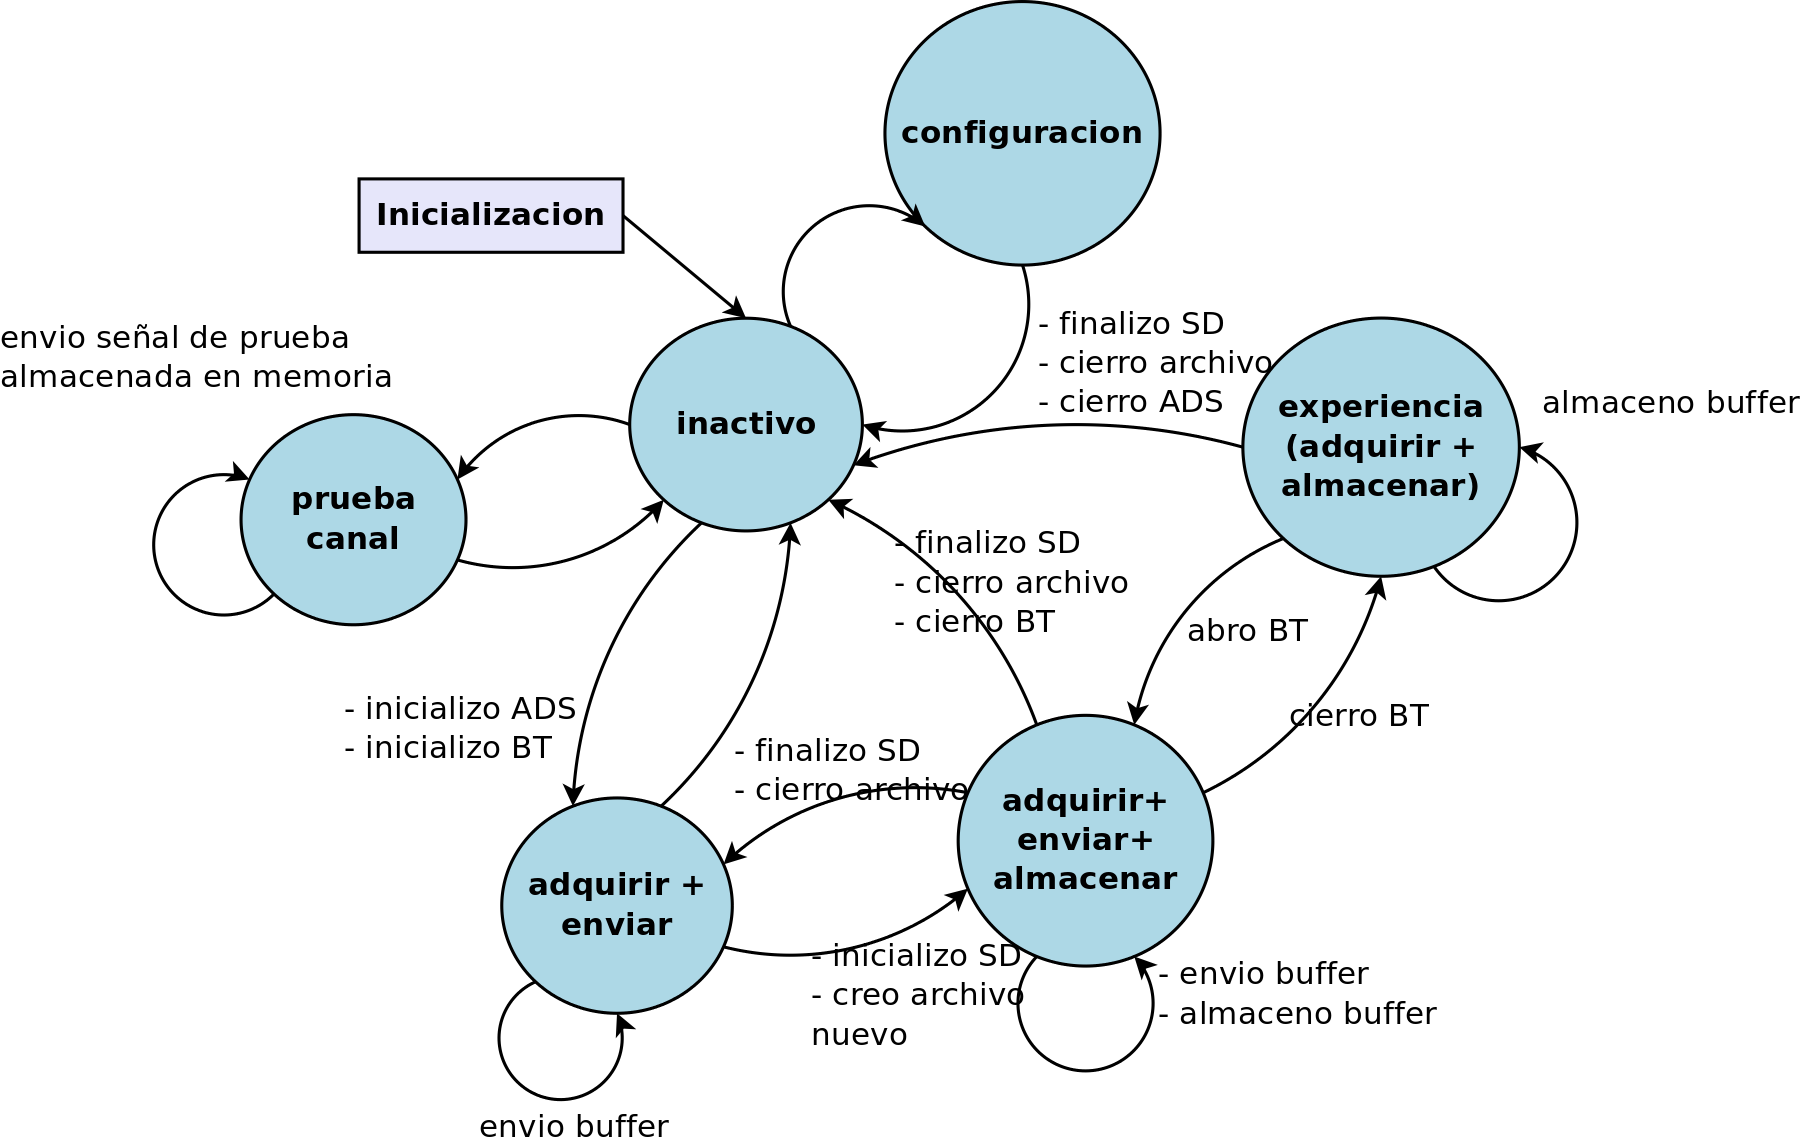 configuracion
Inicializacion
envio señal de prueba
almacenada en memoria
- finalizo SD
- cierro archivo
- cierro ADS
inactivo
experiencia
(adquirir +
almacenar)
almaceno buffer
prueba
canal
- finalizo SD
- cierro archivo
- cierro BT
abro BT
cierro BT
- inicializo ADS
- inicializo BT
- finalizo SD
- cierro archivo
adquirir+
enviar+
almacenar
adquirir +
enviar
- inicializo SD
- creo archivo
nuevo
- envio buffer
- almaceno buffer
envio buffer